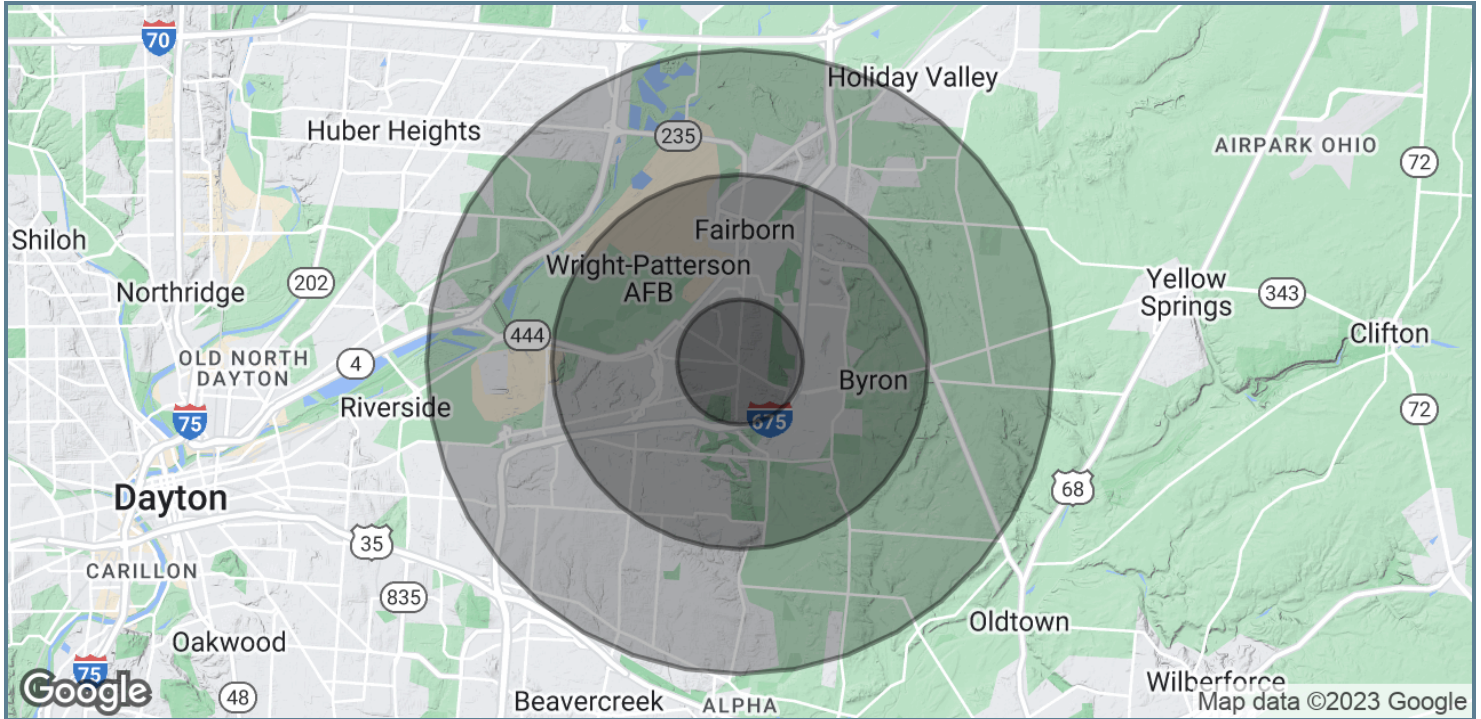 70
Holiday Valley
Huber Heights
235
AIRPARK OHIO
72
Shiloh
Fairborn
Wright-Patterson
AFB
Northridge
202
Yellow
Springs
343
444
Clifton
OLD NORTH
DAYTON
4
Byron
Riverside
72
75
675
Dayton
68
35
CARILLON
835
Oldtown
Oakwood
75
Google
48
Beavercreek
ALPHA
Wilberforce
Map data ©2023 Google